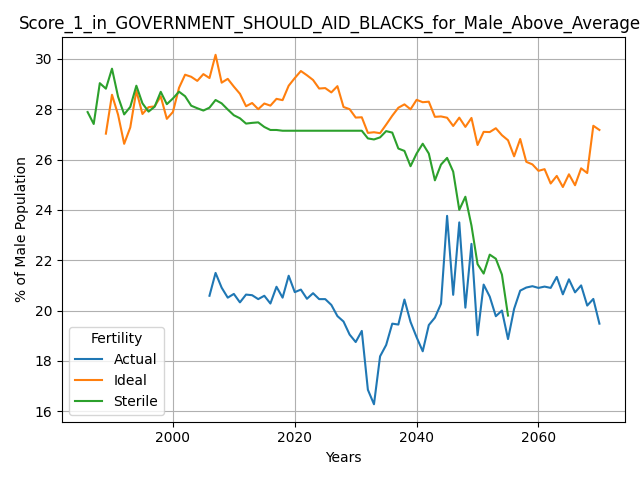 Score_1_in_GOVERNMENT_SHOULD_AID_BLACKS_for_Male_Above_Average
30
28
26
24
22
20
18
16
% of Male Population
Fertility
Actual
Ideal
Sterile
2000 2020 2040 2060
Years